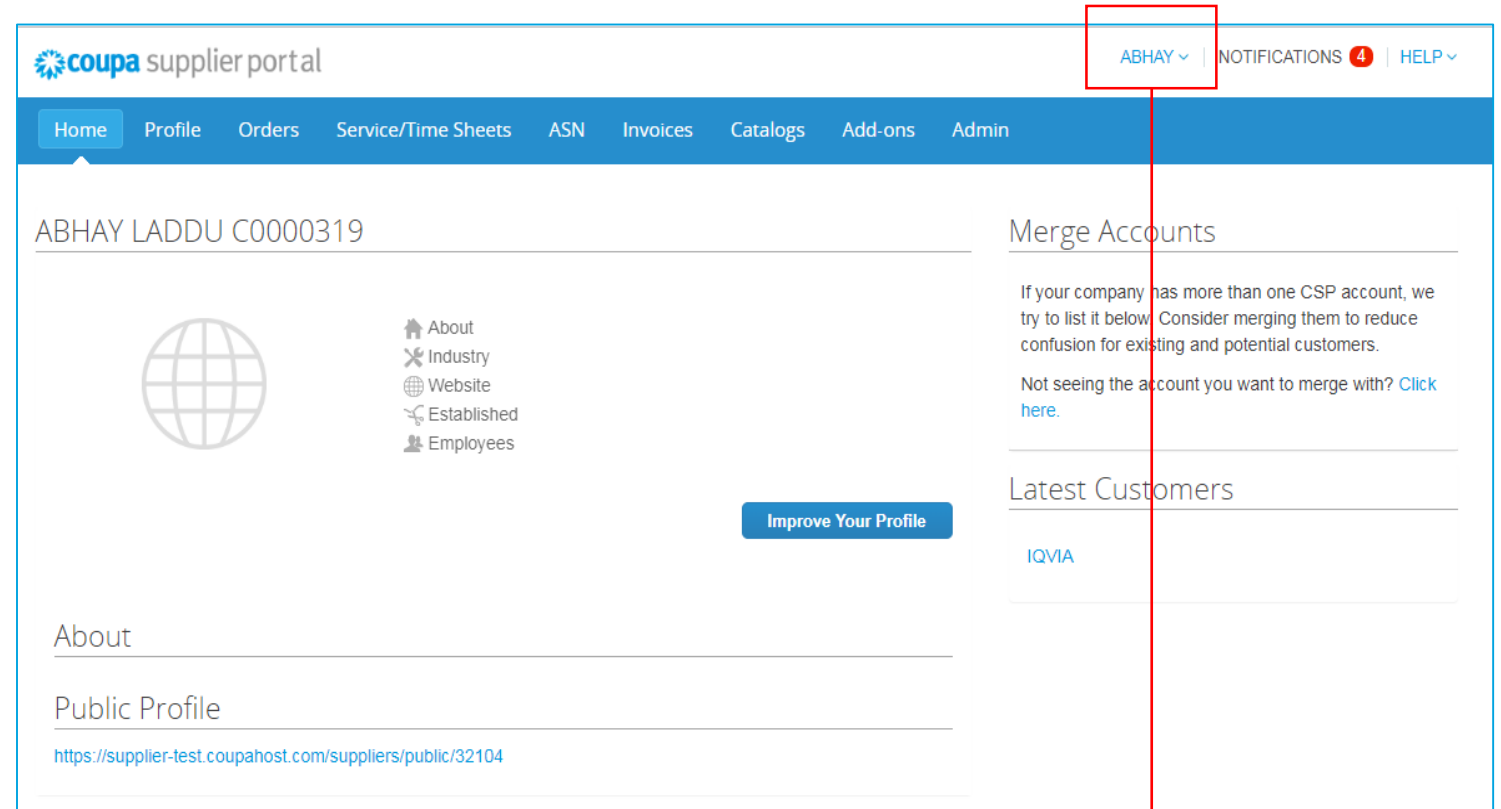 coupa supplier portal
ABHAY NOTIFICATIONS 4 HELP
Home Profile Orders Service/Time Sheets ASN Invoices Catalogs Add-ons Admin
ABHAY LADDU C0000319
About
Industry
Website
Established
Employees
Improve Your Profile
About
Public Profile
https://supplier-test.coupahost.com/suppliers/public/32104
Merge Accounts
If your company has more than one CSP account, we
try to list it below. Consider merging them to reduce
confusion for existing and potential customers.
Not seeing the account you want to merge with? Click
here.
Latest Customers
IQVIA